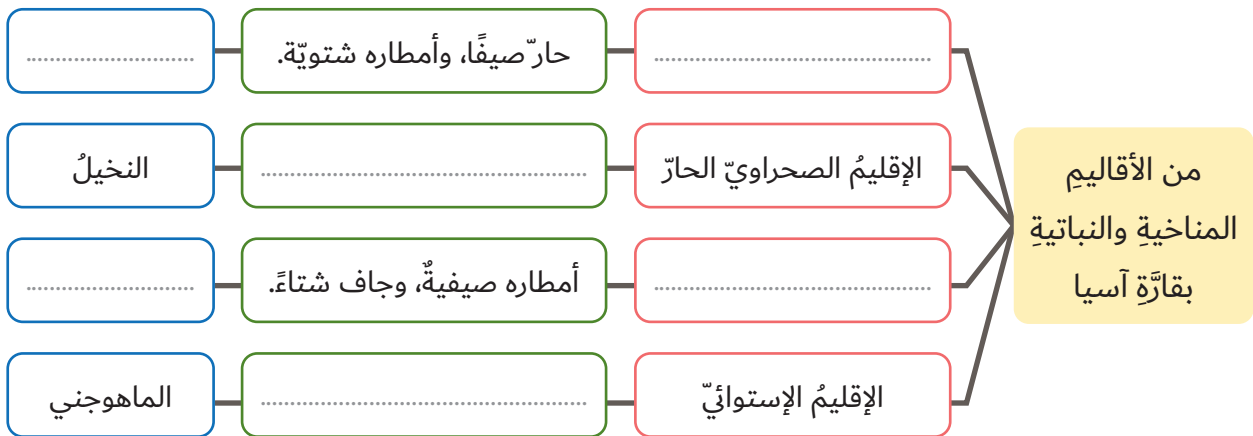 من الأقاليمِ
المناخيةِ والنباتيةِ
بقارَّةِ آسيا
................................................
حار ّصيفًا، وأمطاره شتويّة.
.............................
الإقليمُ الصحراويّ الحارّ
.........................................................
النخيلُ
................................................
أمطاره صيفيةٌ، وجاف شتاءً.
.............................
الإقليمُ الإستوائيّ
.........................................................
الماهوجني